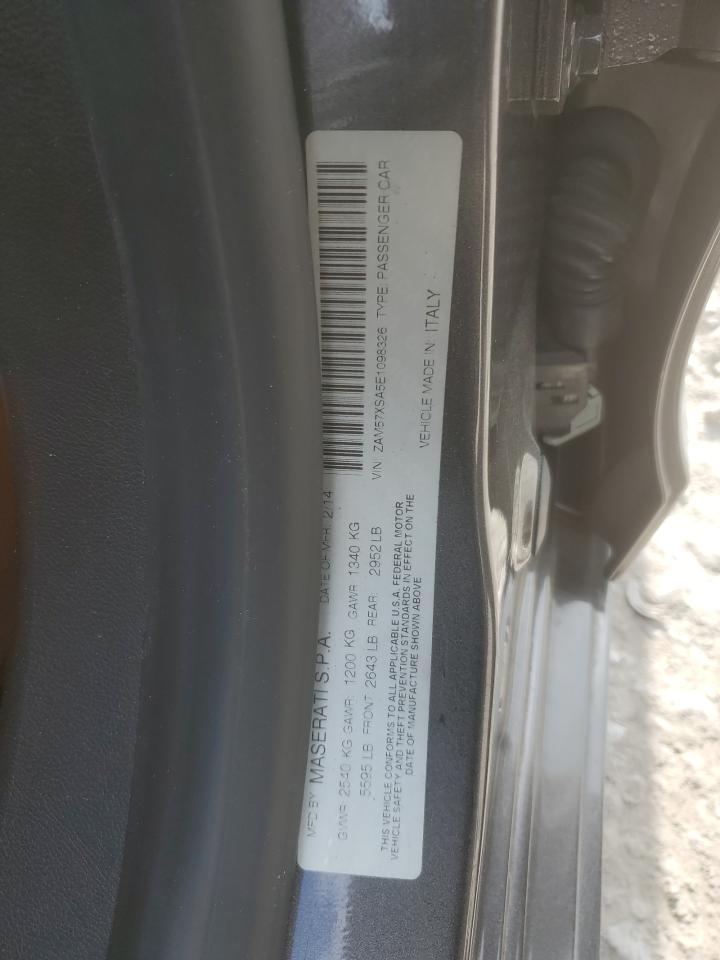 MFD BY MASERATI S.P.A. DATE OF MFR: 2/14
GVWR: 2540 KG GAWR: 1200 KG GAWR: 1340 KG
5595 LB FRONT 2643 LB REAR: 2952 LB
THIS VEHICLE CONFORMS TO ALL APPLICABLE U.S.A. FEDERAL MOTOR
VEHICLE SAFETY AND THEFT PREVENTION STANDARDS IN EFFECT ON THE
DATE OF MANUFACTURE SHOWN ABOVE
VIN: ZAM57XSA5E1098326 TYPE: PASSENGER CAR
VEHICLE MADE IN: ITALY